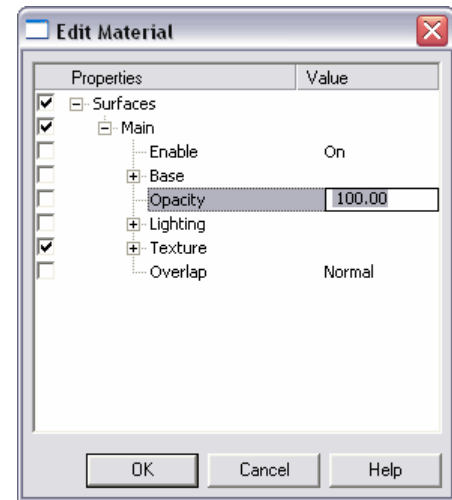 Edit Material
Properties Value
Surfaces
Main
Enable On
Base
Opacity 100.00
Lighting
Texture
Overlap Normal
OK Cancel Help